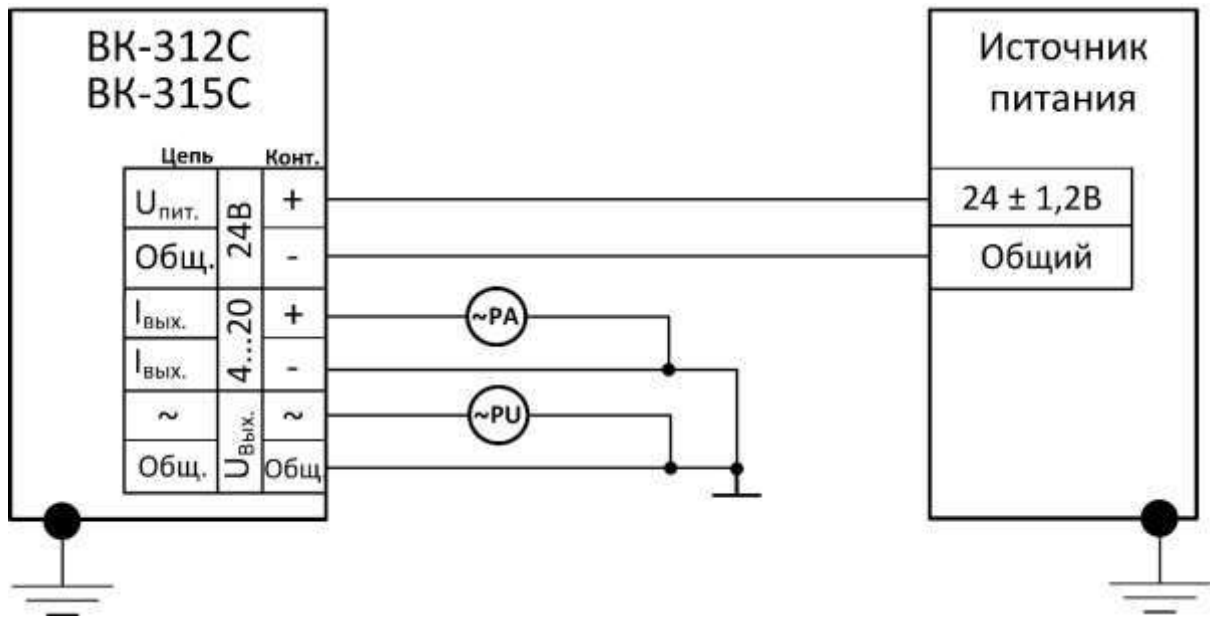 ВК-312С
ВК-315С
Источник
питания
Цепь Конт.
Uпит. 24В +
Общ. -
Iвых. 4...20 +
Iвых. -
~ Uвых. ~
Общ. Общ
24 ± 1,2В
Общий
~PA
~PU